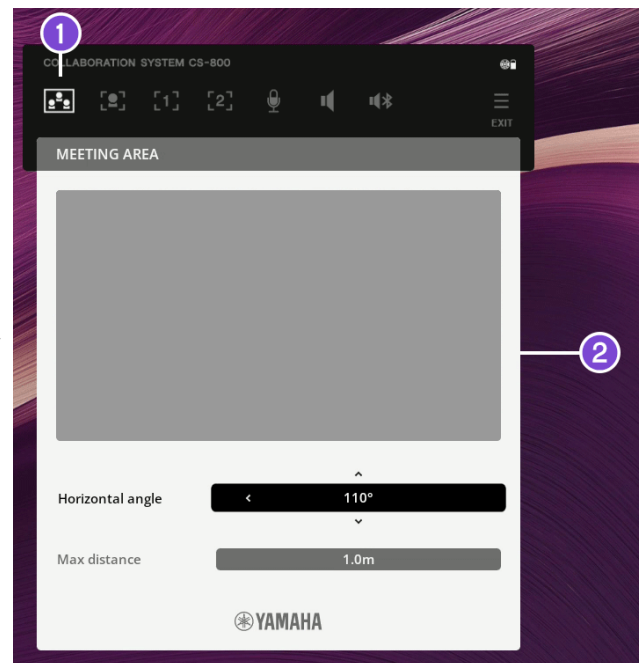 1
COLLABORATION SYSTEM CS-800
[1] [2]
EXIT
MEETING AREA
2
Horizontal angle < 110°
Max distance 1.0m
YAMAHA